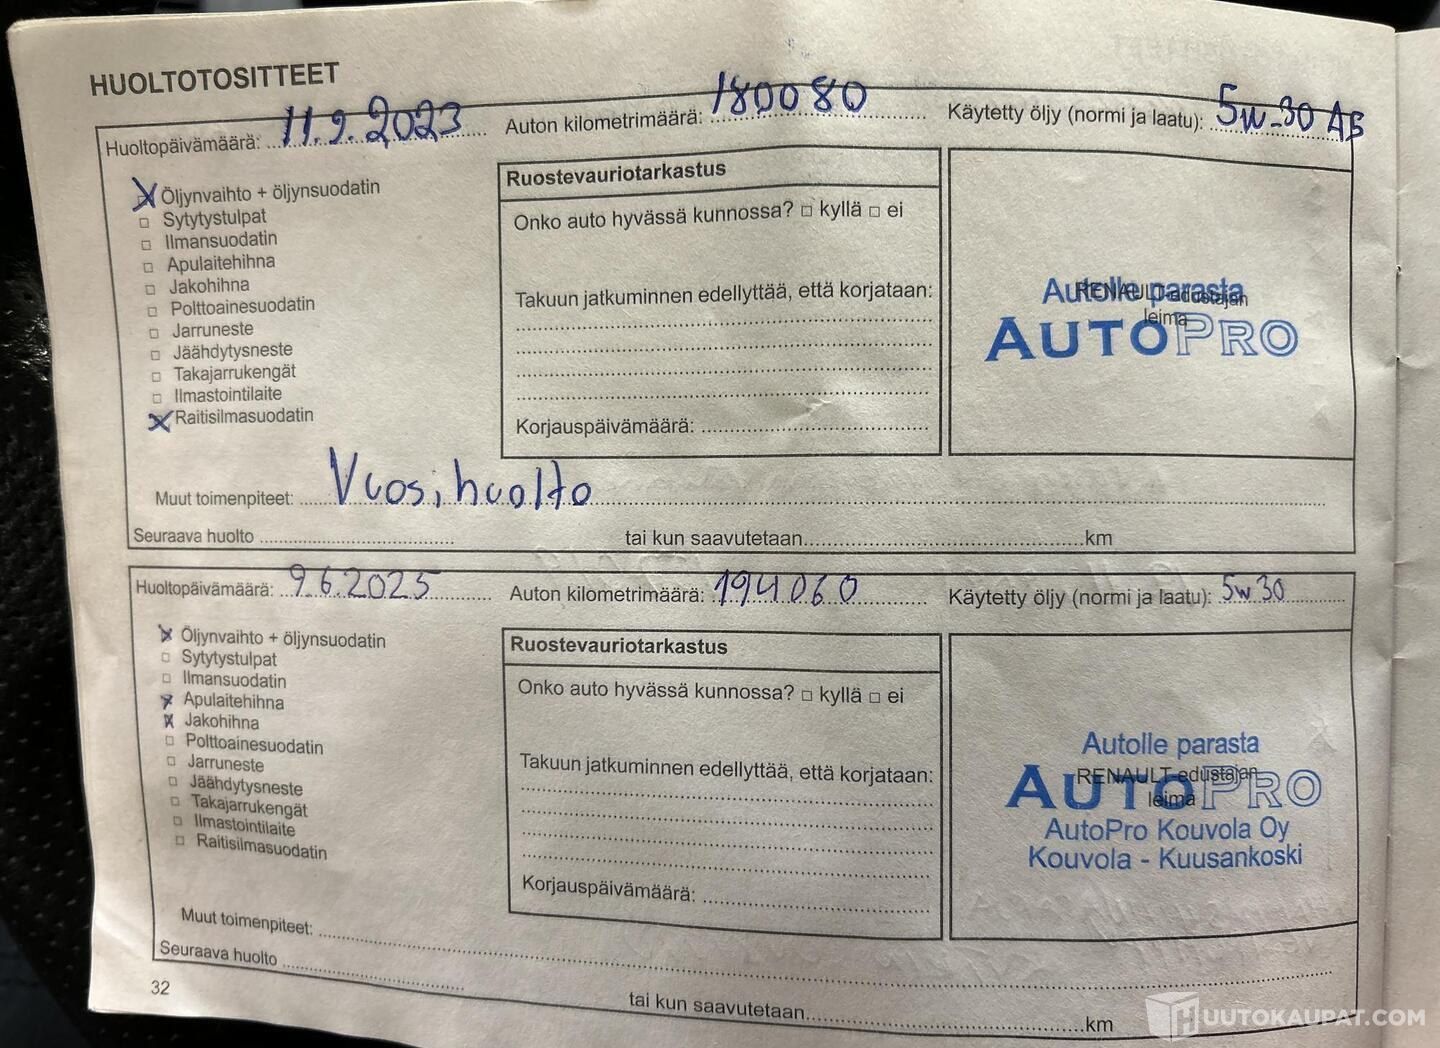 HUOLTOTOSITTEET
Huoltopäivämäärä: 11.9.2023 Auton kilometrimäärä: 180080 Käytetty öljy (normi ja laatu): 5W-30 AB
Öljynvaihto + öljynsuodatin
Sytytystulpat
Ilmansuodatin
Apulaitehihna
Jakohihna
Polttoainesuodatin
Jarruneste
Jäähdytysneste
Takajarrukengät
Ilmastointilaite
Raitisilmasuodatin
Ruostevauriotarkastus
Onko auto hyvässä kunnossa? □ kyllä □ ei
Takuun jatkuminnen edellyttää, että korjataan:
Korjauspäivämäärä:
Autolle parasta
RENAULT-edustajan
leima
AUTOPRO
Muut toimenpiteet: Vuosihuolto
Seuraava huolto tai kun saavutetaan km
Huoltopäivämäärä: 9.6.2025 Auton kilometrimäärä: 194060 Käytetty öljy (normi ja laatu): 5W30
Öljynvaihto + öljynsuodatin
Sytytystulpat
Ilmansuodatin
Apulaitehihna
Jakohihna
Polttoainesuodatin
Jarruneste
Jäähdytysneste
Takajarrukengät
Ilmastointilaite
Raitisilmasuodatin
Ruostevauriotarkastus
Onko auto hyvässä kunnossa? □ kyllä □ ei
Takuun jatkuminnen edellyttää, että korjataan:
Korjauspäivämäärä:
Autolle parasta
RENAULT-edustajan
leima
AUTOPRO
AutoPro Kouvola Oy
Kouvola - Kuusankoski
Muut toimenpiteet:
Seuraava huolto tai kun saavutetaan km
32
HUUTOKAUPAT.COM